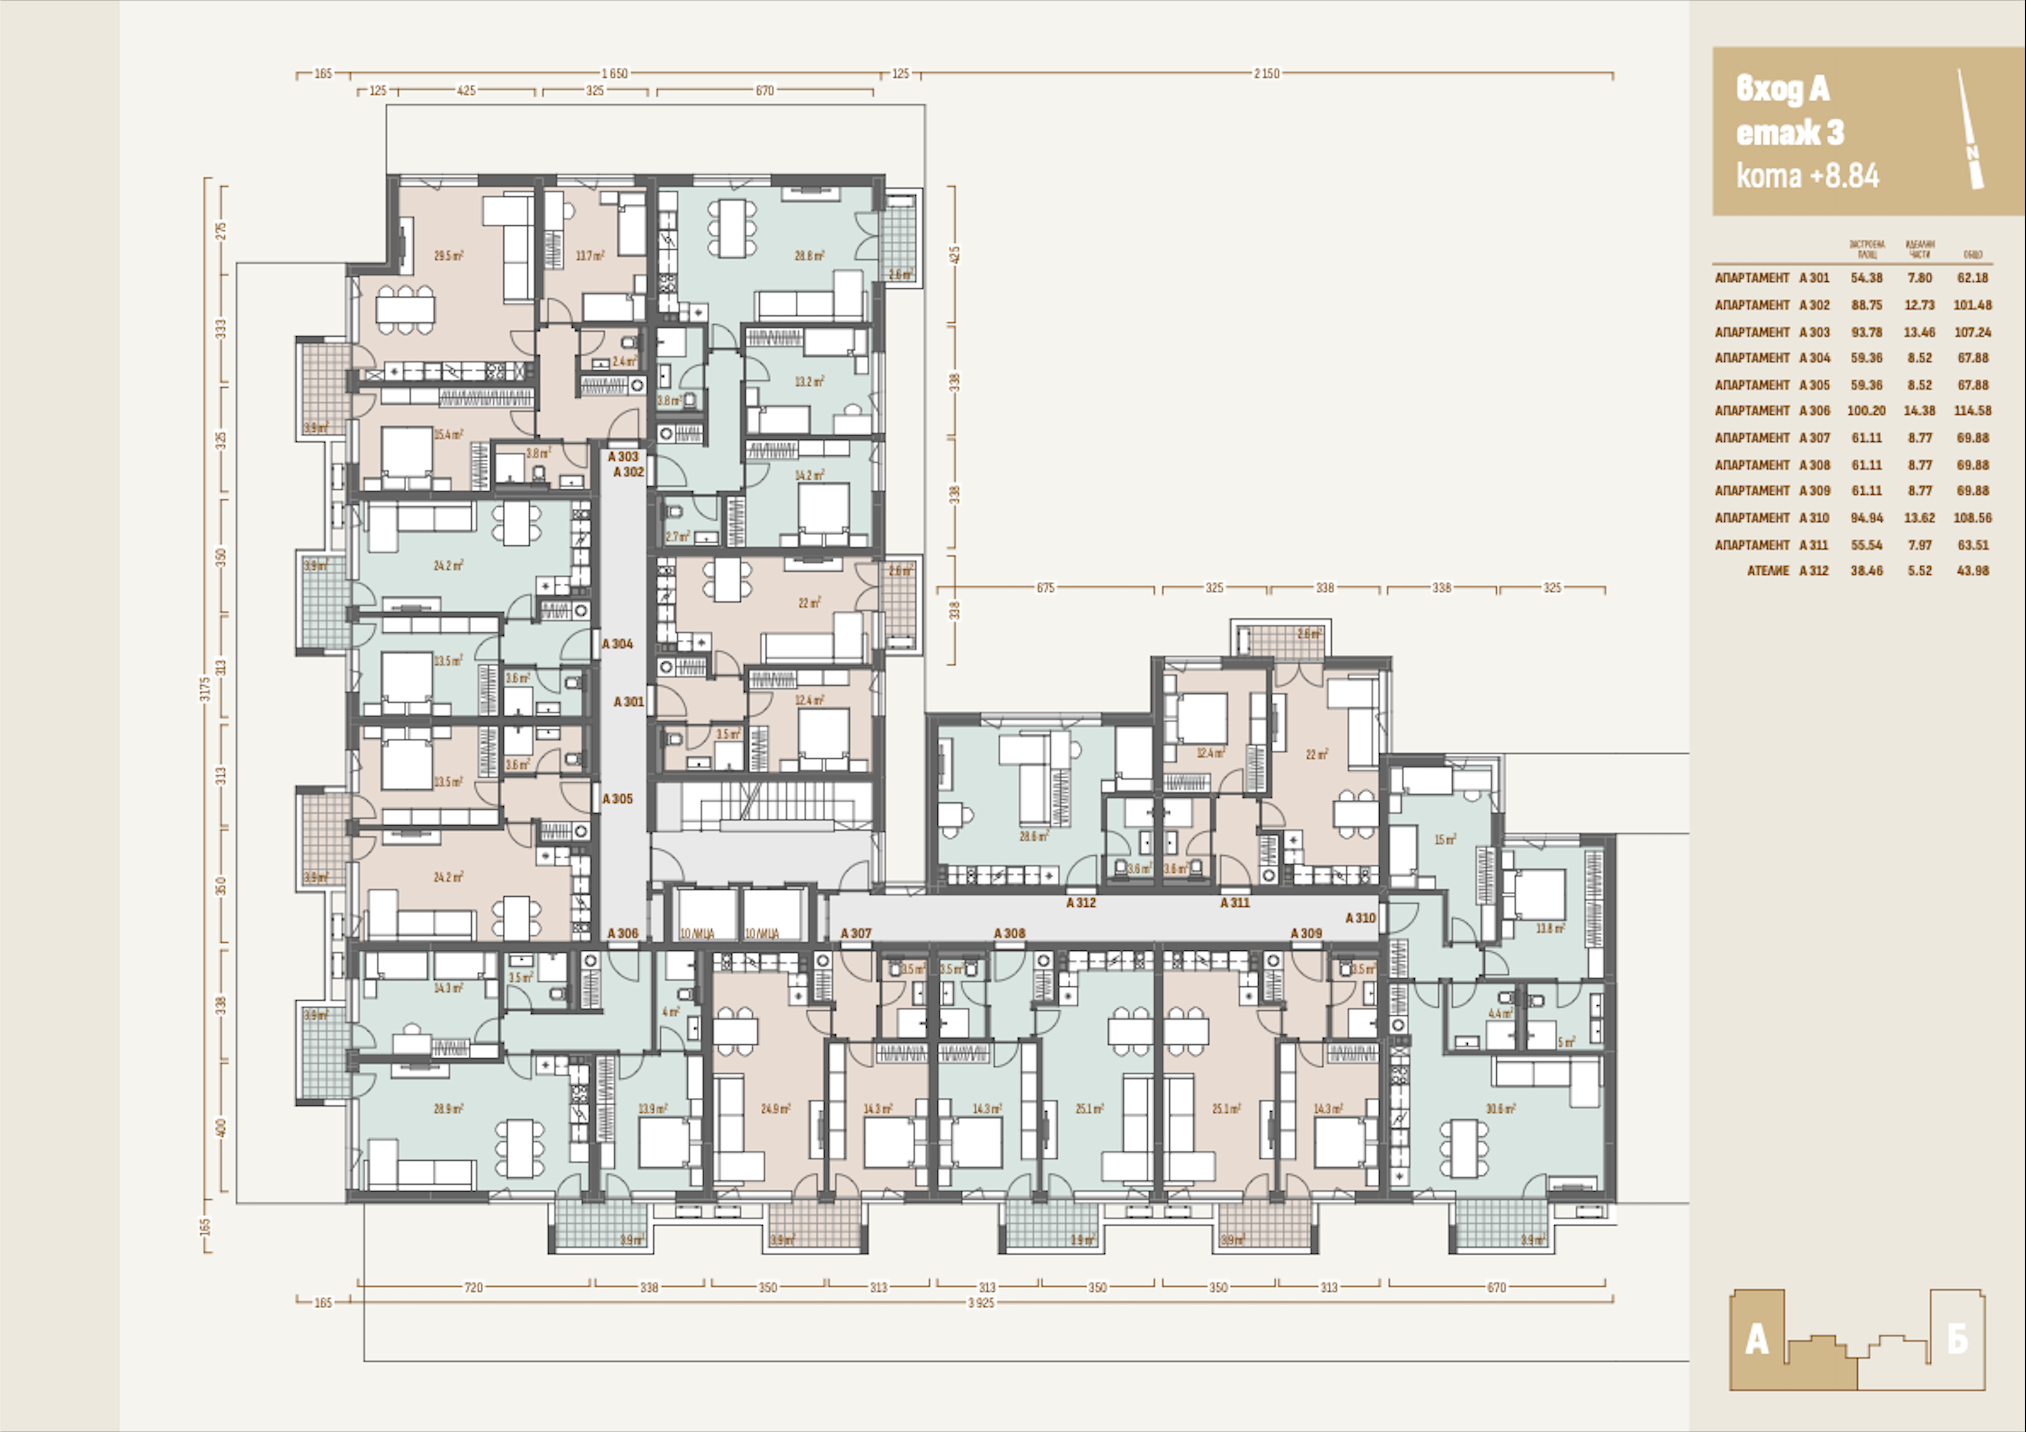 165
1 650
125
2 150
125
425
325
670
вход А
етаж 3
кота +8.84
N
ЗАСТРОЕНА ПЛОЩ
ИДЕАЛНИ ЧАСТИ
ОБЩО
АПАРТАМЕНТ А 301 54.38 7.80 62.18
АПАРТАМЕНТ А 302 88.75 12.73 101.48
АПАРТАМЕНТ А 303 93.78 13.46 107.24
АПАРТАМЕНТ А 304 59.36 8.52 67.88
АПАРТАМЕНТ А 305 59.36 8.52 67.88
АПАРТАМЕНТ А 306 100.20 14.38 114.58
АПАРТАМЕНТ А 307 61.11 8.77 69.88
АПАРТАМЕНТ А 308 61.11 8.77 69.88
АПАРТАМЕНТ А 309 61.11 8.77 69.88
АПАРТАМЕНТ А 310 94.94 13.62 108.56
АПАРТАМЕНТ А 311 55.54 7.97 63.51
АТЕЛИЕ А 312 38.46 5.52 43.98
3175
275
333
325
350
313
313
350
338
400
165
425
338
338
338
29.5 m²
13.7 m²
28.8 m²
2.6 m²
2.4 m²
3.8 m²
13.2 m²
3.9 m²
15.4 m²
3.8 m²
А 303
А 302
14.2 m²
2.7 m²
3.9 m²
24.2 m²
2.6 m²
22 m²
А 304
13.5 m²
3.6 m²
А 301
12.4 m²
3.5 m²
13.5 m²
3.6 m²
А 305
3.9 m²
24.2 m²
675
325
338
338
325
2.6 m²
12.4 m²
22 m²
28.6 m²
3.6 m²
3.6 m²
15 m²
13.8 m²
А 312
А 311
А 310
А 306
10 ЛИЦА
10 ЛИЦА
А 307
А 308
А 309
3.9 m²
14.3 m²
3.5 m²
4 m²
3.5 m²
3.5 m²
3.5 m²
4.4 m²
5 m²
28.9 m²
13.9 m²
24.9 m²
14.3 m²
14.3 m²
25.1 m²
25.1 m²
14.3 m²
30.6 m²
3.9 m²
3.9 m²
3.9 m²
3.9 m²
3.9 m²
720
338
350
313
313
350
350
313
670
165
3 925
А
Б